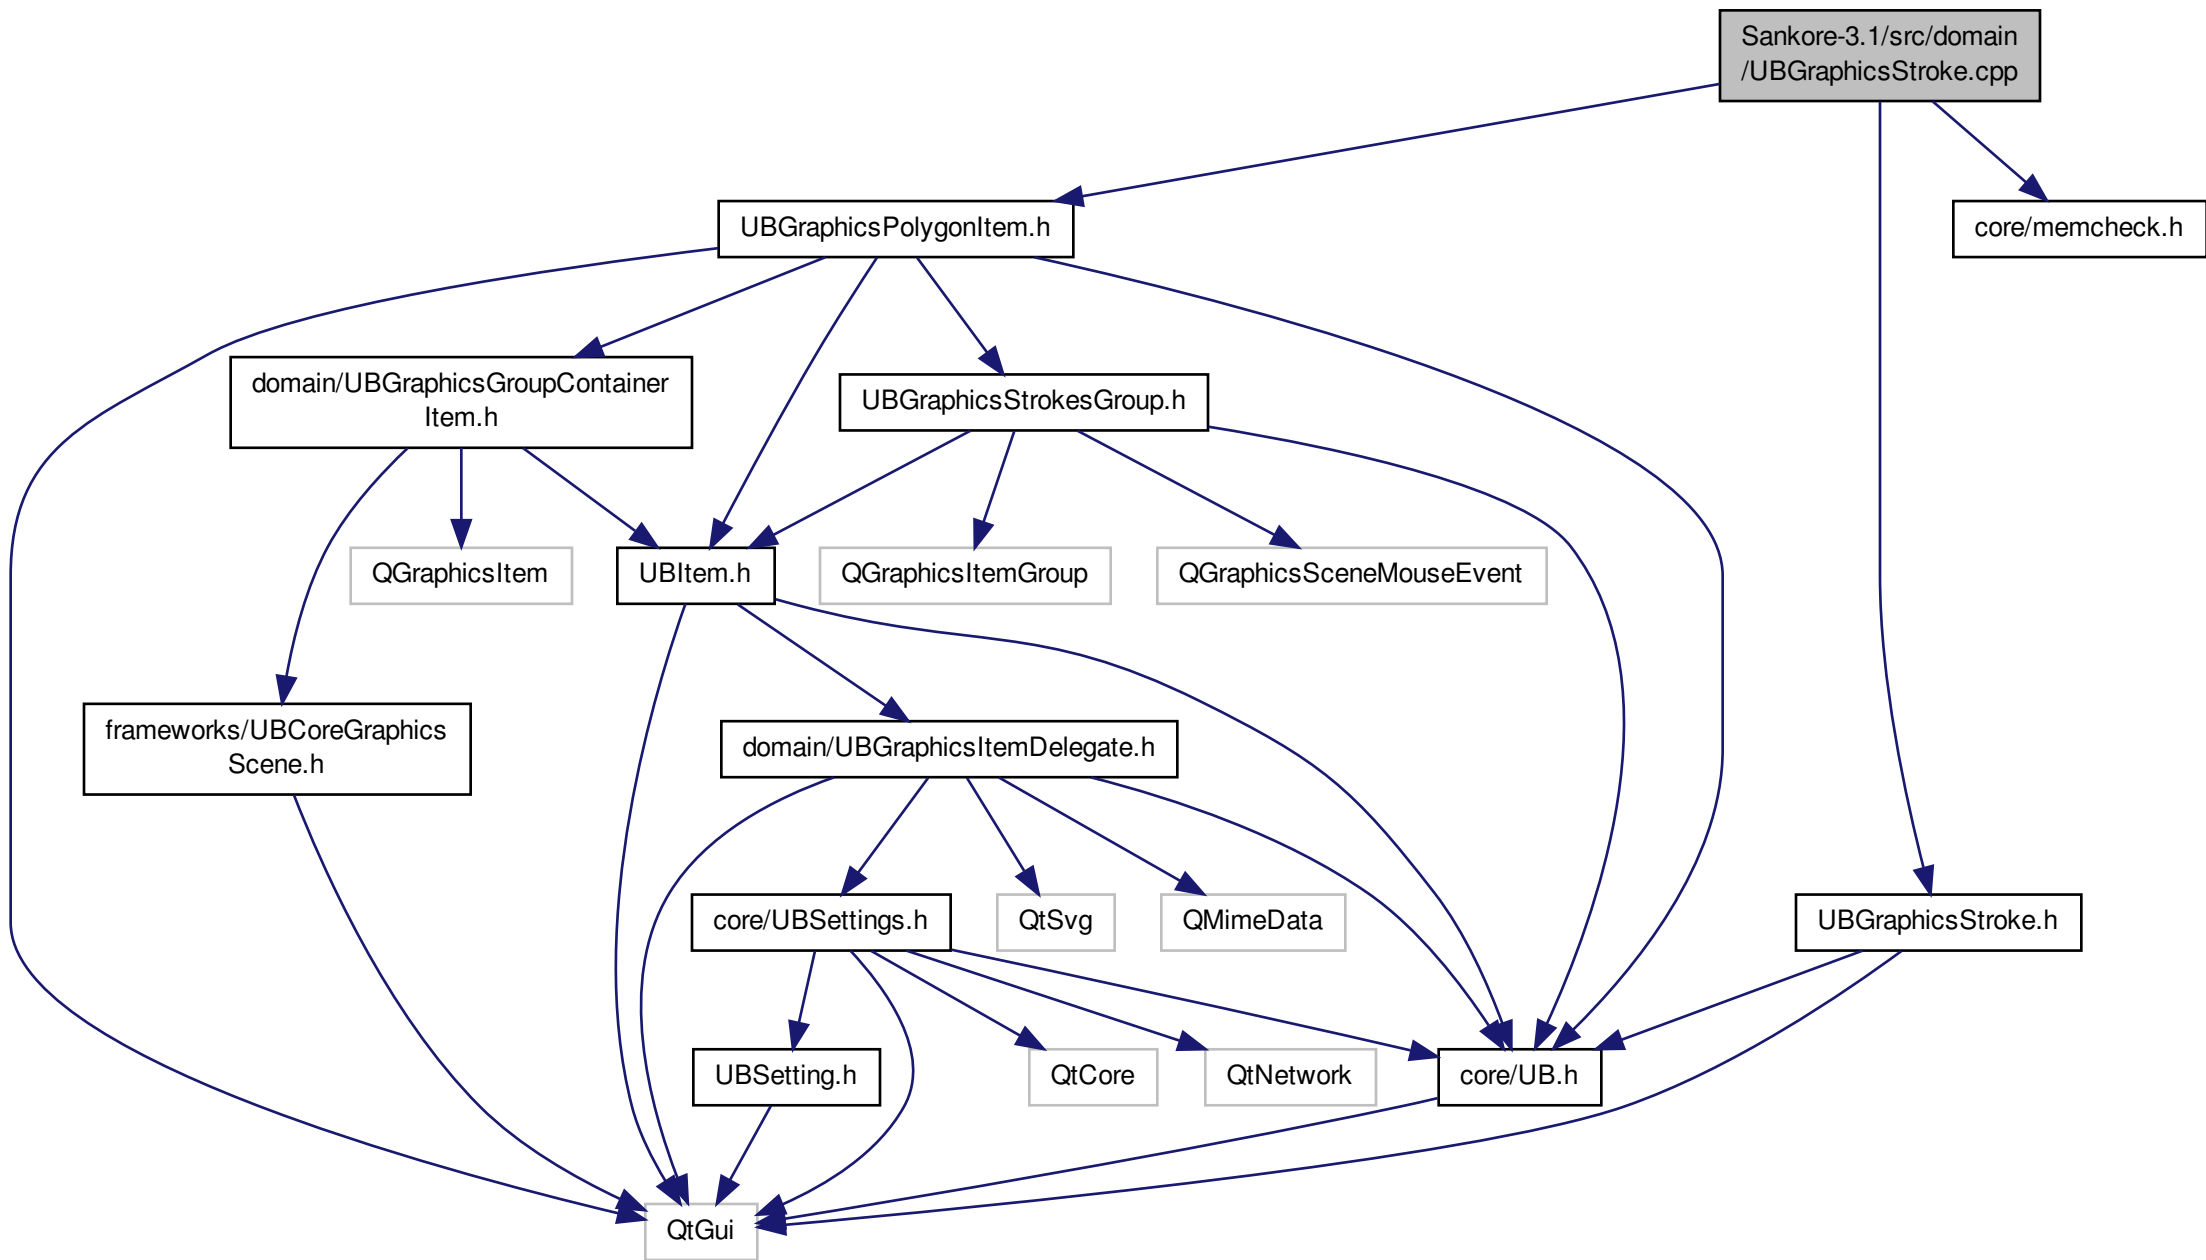 Sankore-3.1/src/domain
/UBGraphicsStroke.cpp
UBGraphicsPolygonItem.h
core/memcheck.h
domain/UBGraphicsGroupContainer
Item.h
UBGraphicsStrokesGroup.h
QGraphicsItem
UBItem.h
QGraphicsItemGroup
QGraphicsSceneMouseEvent
frameworks/UBCoreGraphics
Scene.h
domain/UBGraphicsItemDelegate.h
core/UBSettings.h
QtSvg
QMimeData
UBGraphicsStroke.h
UBSetting.h
QtCore
QtNetwork
core/UB.h
QtGui